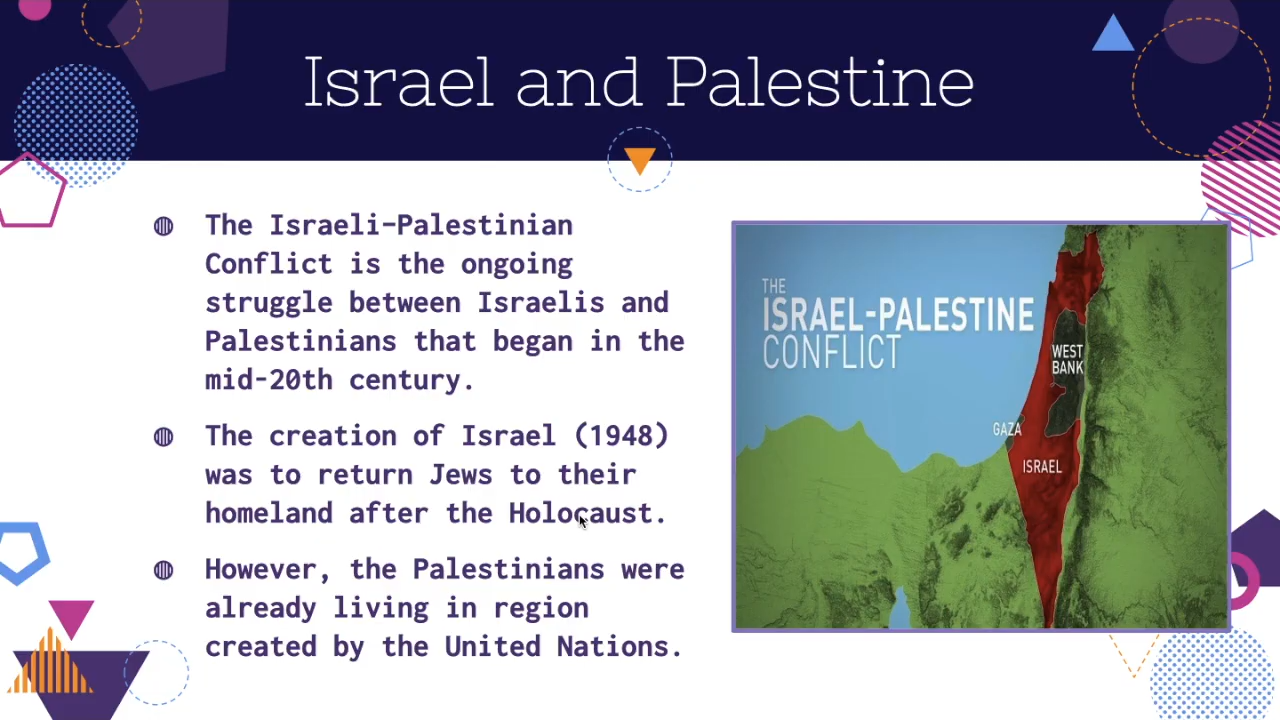 Israel and Palestine
The Israeli-Palestinian
Conflict is the ongoing
struggle between Israelis and
Palestinians that began in the
mid-20th century.
The creation of Israel (1948)
was to return Jews to their
homeland after the Holocaust.
However, the Palestinians were
already living in region
created by the United Nations.
THE
ISRAEL-PALESTINE
CONFLICT
WEST
BANK
GAZA
ISRAEL